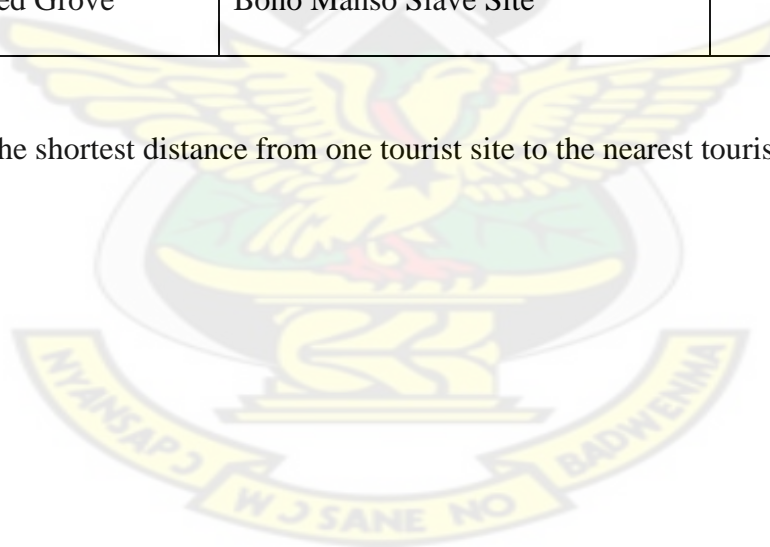 ed Grove Bono Manso Slave Site
he shortest distance from one tourist site to the nearest touris
NYANSAPƆ WƆSANE NO BADWENMA